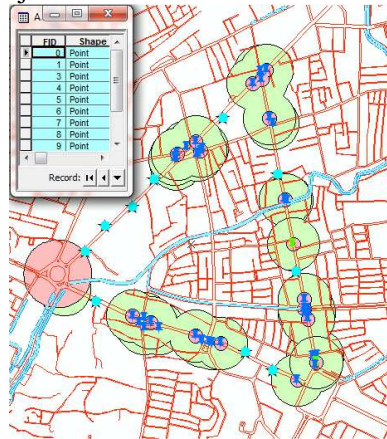 A
FID Shape
0 Point
1 Point
3 Point
4 Point
5 Point
6 Point
7 Point
8 Point
9 Point
Record: